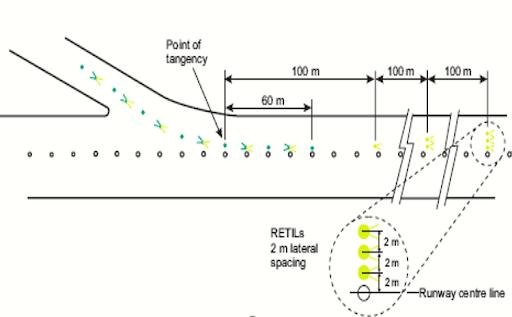 Point of
tangency
100 m
100 m
100 m
60 m
RETILs
2 m lateral
spacing
2 m
2 m
2 m
Runway centre line